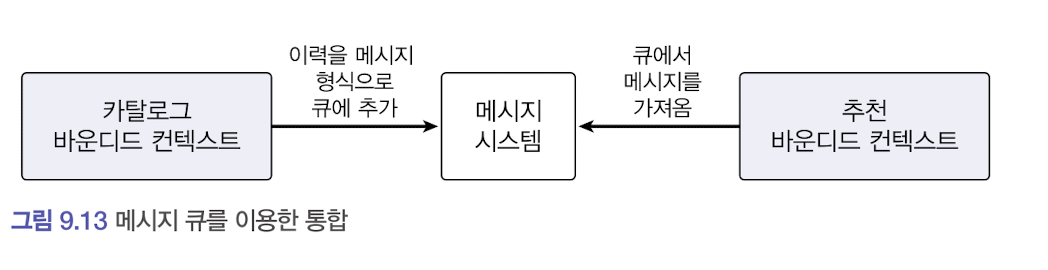 이력을 메시지
형식으로
큐에 추가
큐에서
메시지를
가져옴
카탈로그
바운디드 컨텍스트
메시지
시스템
추천
바운디드 컨텍스트
그림 9.13 메시지 큐를 이용한 통합